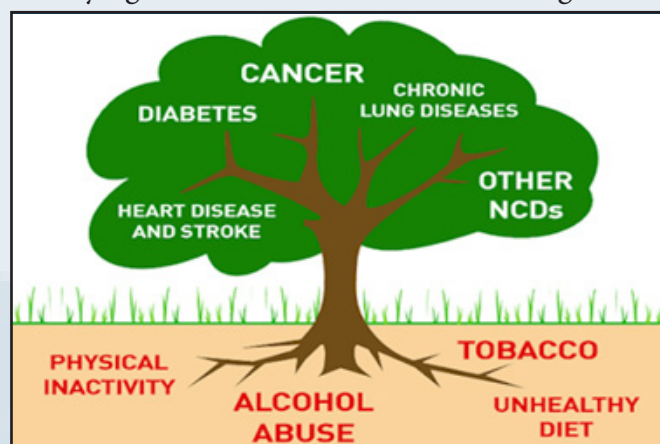 CANCER
DIABETES
CHRONIC
LUNG DISEASES
OTHER
NCDs
HEART DISEASE
AND STROKE
PHYSICAL
INACTIVITY
TOBACCO
ALCOHOL
ABUSE
UNHEALTHY
DIET